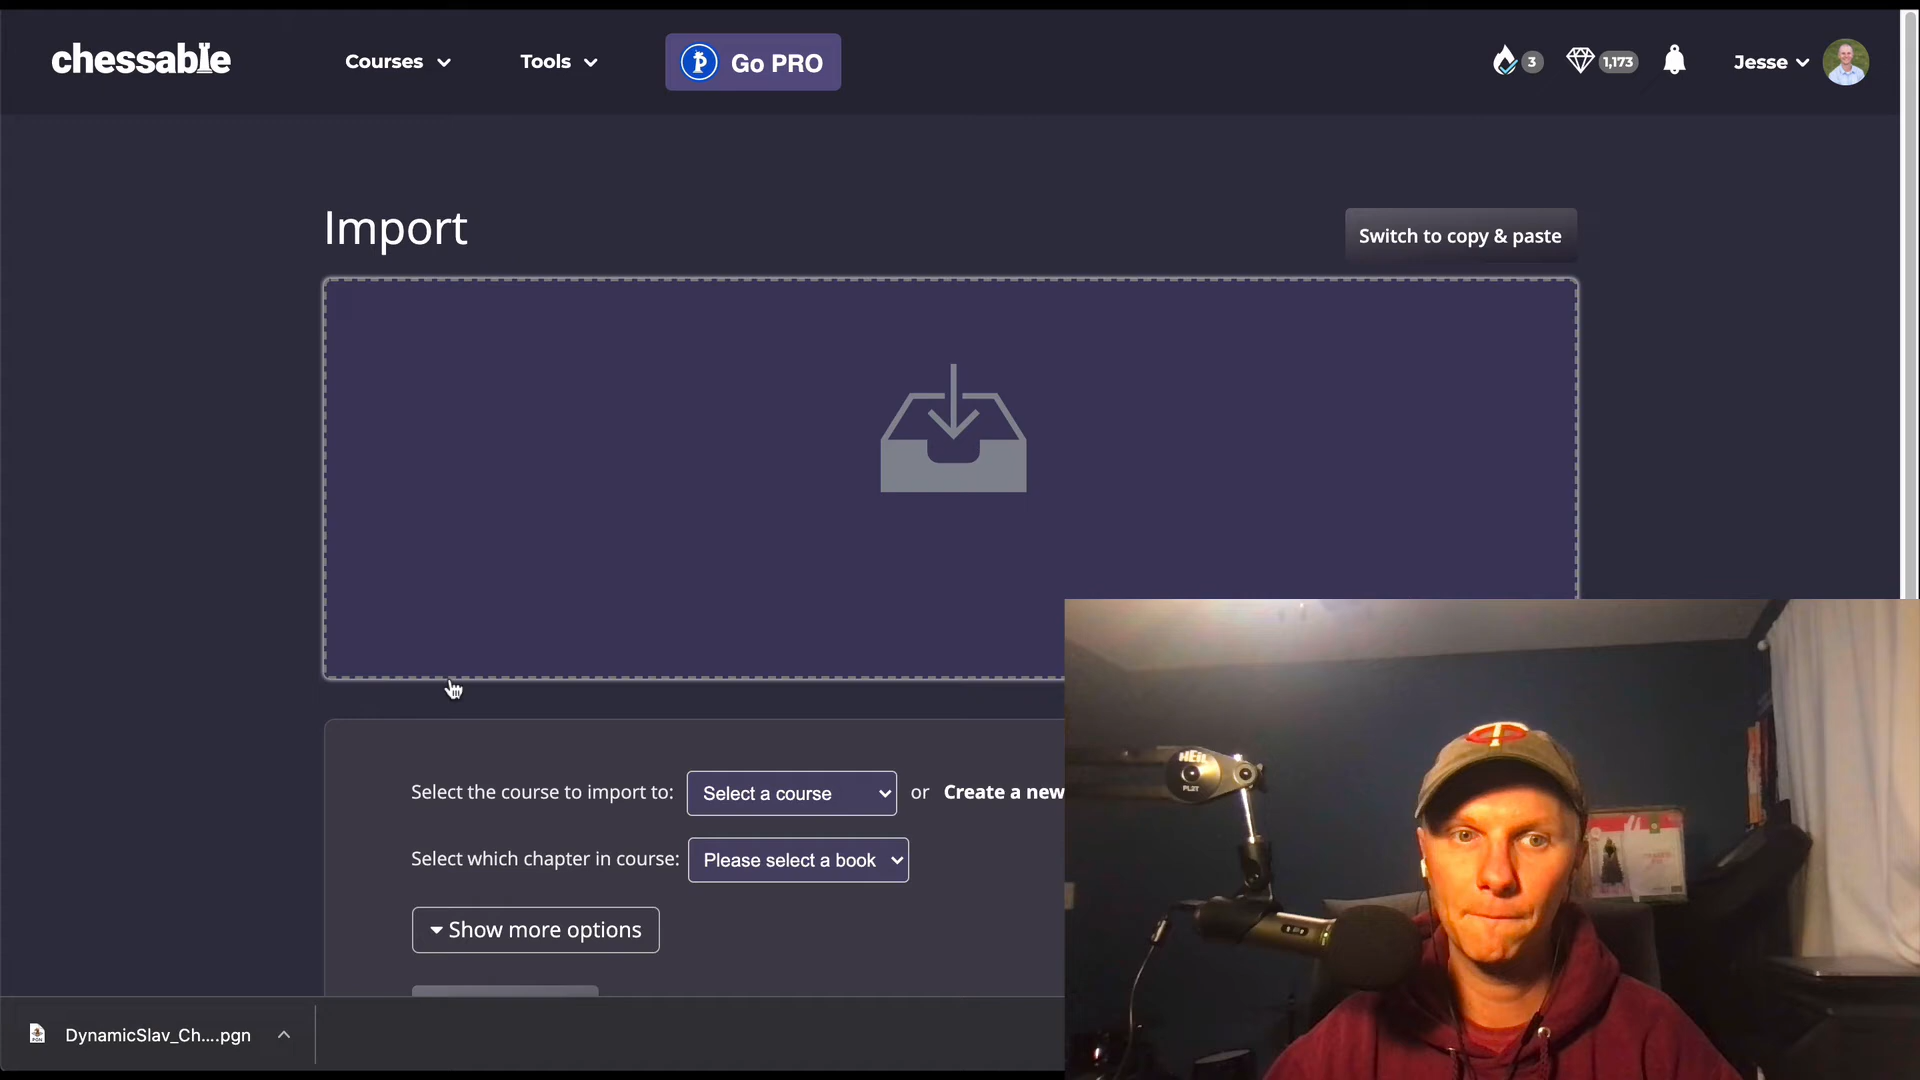 chessable
Courses
Tools
Go PRO
3
1,173
Jesse
Import
Switch to copy & paste
Select the course to import to:
Select a course
or
Create a new
Select which chapter in course:
Please select a book
Show more options
DynamicSlav_Ch....pgn
HEiL
PL2T
T